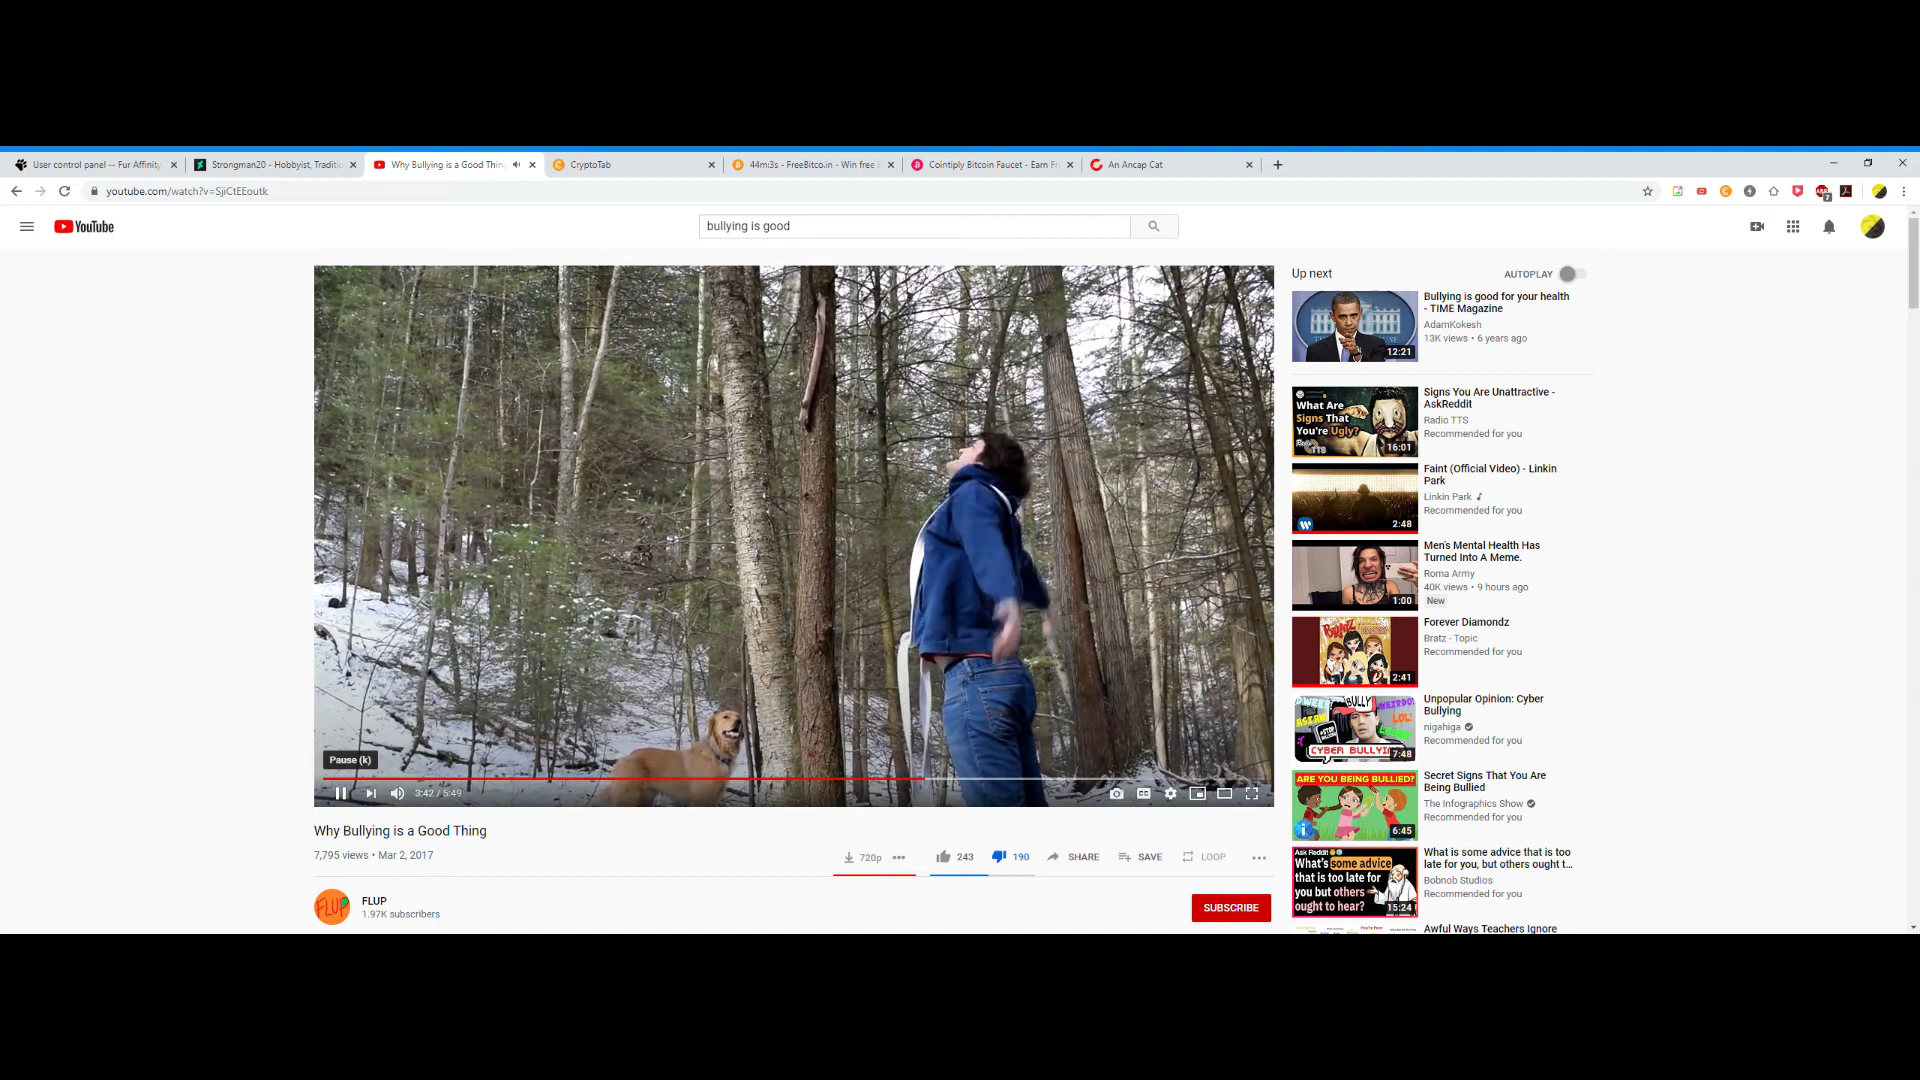 User control panel -- Fur Affinity
Strongman20 - Hobbyist, Traditic
Why Bullying is a Good Thin
CryptoTab
44m:3s - FreeBitco.in - Win free
Cointiply Bitcoin Faucet - Earn Fr
An Ancap Cat
youtube.com/watch?v=SjiCtEEoutk
7
YouTube
bullying is good
Up next
AUTOPLAY
Bullying is good for your health
- TIME Magazine
AdamKokesh
13K views • 6 years ago
12:21
What Are
Signs That
You're Ugly?
Radio
TTS
16:01
Signs You Are Unattractive -
AskReddit
Radio TTS
Recommended for you
2:48
Faint (Official Video) - Linkin
Park
Linkin Park
Recommended for you
1:00
Men's Mental Health Has
Turned Into A Meme.
Roma Army
40K views • 9 hours ago
New
BRATZ
2:41
Forever Diamondz
Bratz - Topic
Recommended for you
BULLY
ASIAN
LOL!
CYBER BULLYIN
7:48
Unpopular Opinion: Cyber
Bullying
nigahiga
Recommended for you
ARE YOU BEING BULLIED?
6:45
Secret Signs That You Are
Being Bullied
The Infographics Show
Recommended for you
Ask Reddit
What's some advice
that is too late for
you but others
ought to hear?
15:24
What is some advice that is too
late for you, but others ought t...
Bobnob Studios
Recommended for you
Awful Ways Teachers Ignore
Pause (k)
3:42 / 5:49
Why Bullying is a Good Thing
7,795 views • Mar 2, 2017
720p
243
190
SHARE
SAVE
LOOP
FLUP
FLUP
1.97K subscribers
SUBSCRIBE